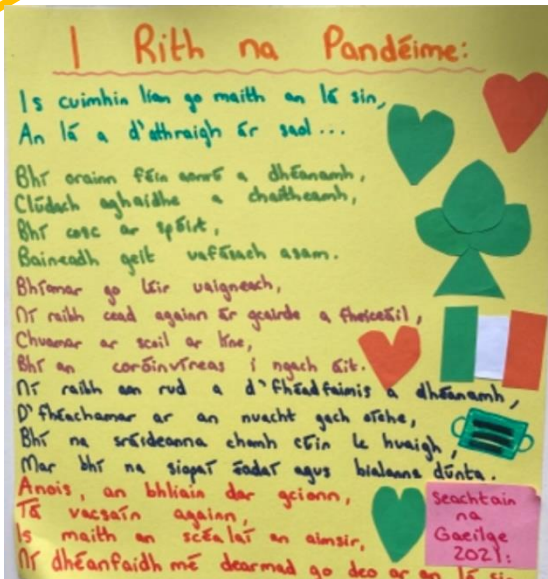 I Rith na Pandéime:
Is cuimhin liom go maith an lá sin,
An lá a d'athraigh ár saol...
Bhí orainn féin aonrú a dhéanamh,
Clúdach aghaidhe a chaitheamh,
Bhí cosc ar spóirt,
Baineadh geit uafásach asam.
Bhíomar go léir uaigneach,
Ní raibh cead againn ár gcairde a fheiceáil,
Chuamar ar scoil ar líne,
Bhí an coróinvíreas i ngach áit.
Ní raibh aon rud a d'fhéadfaimis a dhéanamh,
D'fhéachamar ar an nuacht gach oíche,
Bhí na sráideanna chomh ciúin le huaigh,
Mar bhí na siopaí éadaí agus bialanna dúnta.
Anois, an bhliain dar gcionn,
Tá vacsaín againn,
Is maith an scéalaí an aimsir,
Ní dhéanfaidh mé dearmad go deo ar an lá sin
Seachtain
na
Gaeilge
2021: